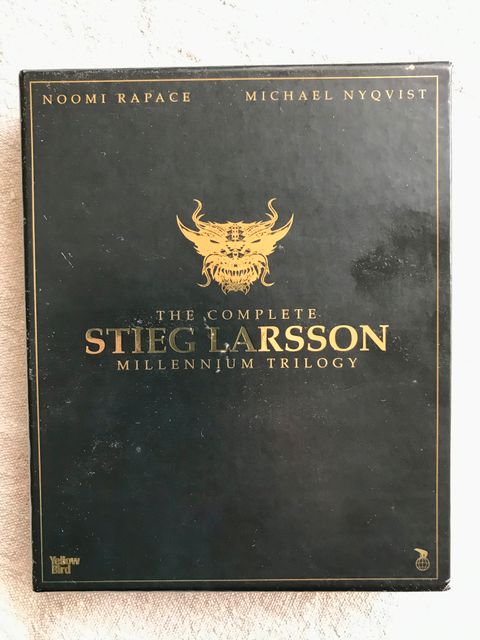 NOOMI RAPACE MICHAEL NYQVIST
THE COMPLETE
STIEG LARSSON
MILLENNIUM TRILOGY
Yellow
Bird